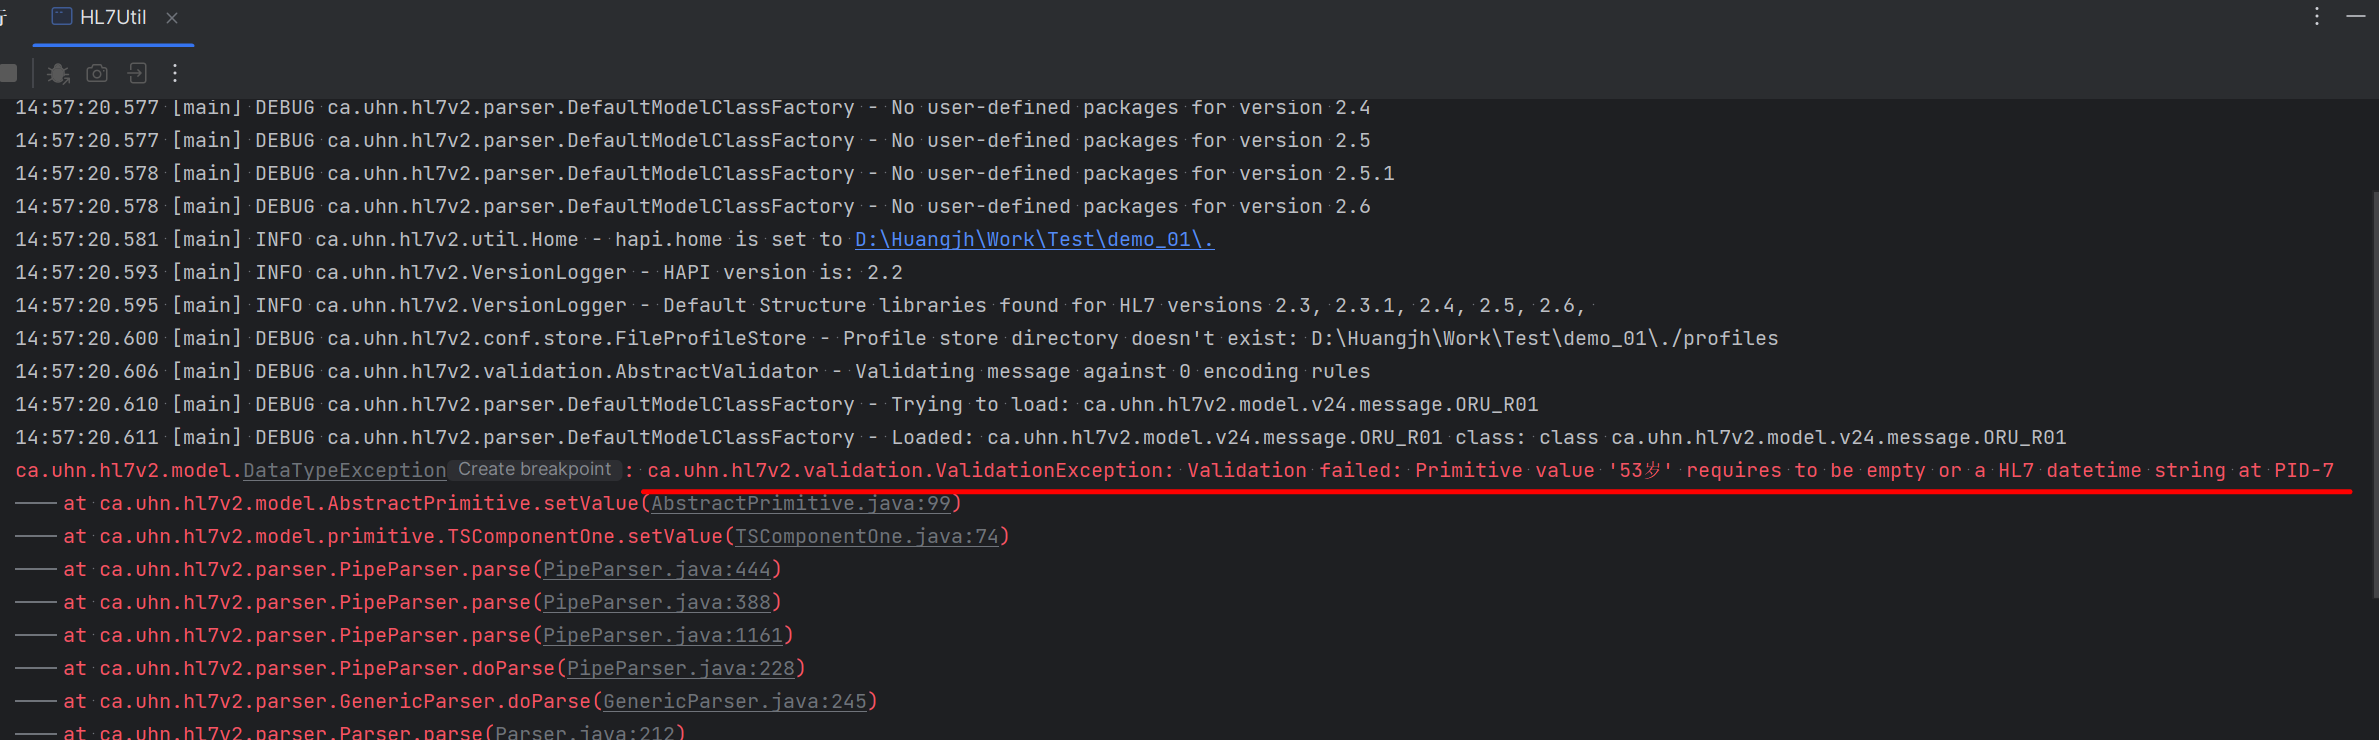 HL7Util
14:57:20.577 [main] DEBUG ca.uhn.hl7v2.parser.DefaultModelClassFactory - No user-defined packages for version 2.4
14:57:20.577 [main] DEBUG ca.uhn.hl7v2.parser.DefaultModelClassFactory - No user-defined packages for version 2.5
14:57:20.578 [main] DEBUG ca.uhn.hl7v2.parser.DefaultModelClassFactory - No user-defined packages for version 2.5.1
14:57:20.578 [main] DEBUG ca.uhn.hl7v2.parser.DefaultModelClassFactory - No user-defined packages for version 2.6
14:57:20.581 [main] INFO ca.uhn.hl7v2.util.Home - hapi.home is set to D:\Huangjh\Work\Test\demo_01\.
14:57:20.593 [main] INFO ca.uhn.hl7v2.VersionLogger - HAPI version is: 2.2
14:57:20.595 [main] INFO ca.uhn.hl7v2.VersionLogger - Default Structure libraries found for HL7 versions 2.3, 2.3.1, 2.4, 2.5, 2.6,
14:57:20.600 [main] DEBUG ca.uhn.hl7v2.conf.store.FileProfileStore - Profile store directory doesn't exist: D:\Huangjh\Work\Test\demo_01\./profiles
14:57:20.606 [main] DEBUG ca.uhn.hl7v2.validation.AbstractValidator - Validating message against 0 encoding rules
14:57:20.610 [main] DEBUG ca.uhn.hl7v2.parser.DefaultModelClassFactory - Trying to load: ca.uhn.hl7v2.model.v24.message.ORU_R01
14:57:20.611 [main] DEBUG ca.uhn.hl7v2.parser.DefaultModelClassFactory - Loaded: ca.uhn.hl7v2.model.v24.message.ORU_R01 class: class ca.uhn.hl7v2.model.v24.message.ORU_R01
ca.uhn.hl7v2.model.DataTypeException Create breakpoint : ca.uhn.hl7v2.validation.ValidationException: Validation failed: Primitive value '53岁' requires to be empty or a HL7 datetime string at PID-7
at ca.uhn.hl7v2.model.AbstractPrimitive.setValue(AbstractPrimitive.java:99)
at ca.uhn.hl7v2.model.primitive.TSComponentOne.setValue(TSComponentOne.java:74)
at ca.uhn.hl7v2.parser.PipeParser.parse(PipeParser.java:444)
at ca.uhn.hl7v2.parser.PipeParser.parse(PipeParser.java:388)
at ca.uhn.hl7v2.parser.PipeParser.parse(PipeParser.java:1161)
at ca.uhn.hl7v2.parser.PipeParser.doParse(PipeParser.java:228)
at ca.uhn.hl7v2.parser.GenericParser.doParse(GenericParser.java:245)
at ca.uhn.hl7v2.parser.Parser.parse(Parser.java:212)